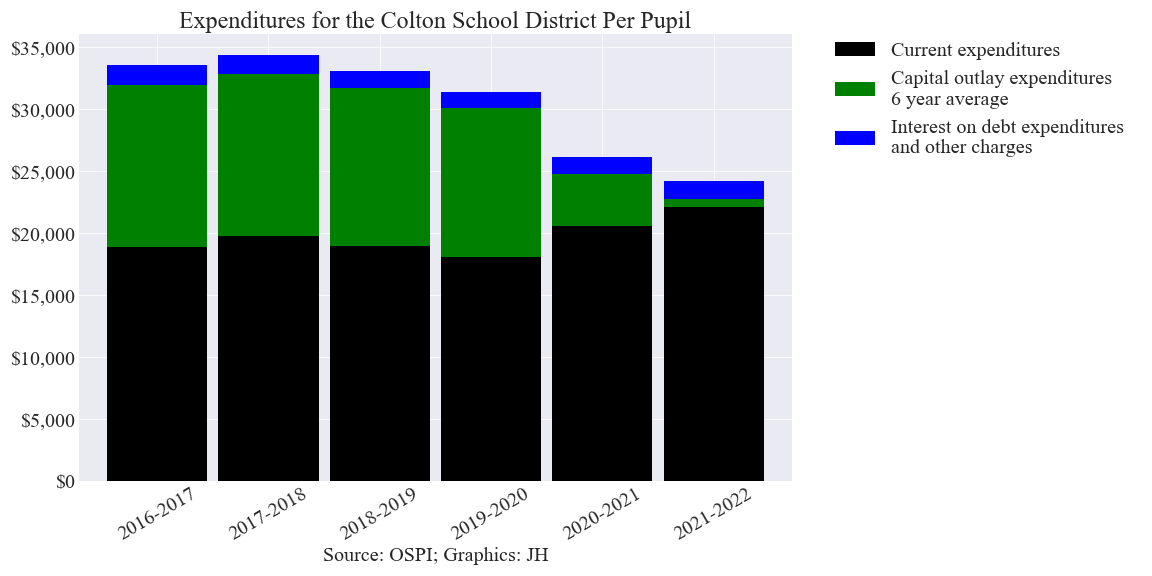 Expenditures for the Colton School District Per Pupil
$35,000
$30,000
$25,000
$20,000
$15,000
$10,000
$5,000
$0
2016-2017
2017-2018
2018-2019
2019-2020
2020-2021
2021-2022
Source: OSPI; Graphics: JH
Current expenditures
Capital outlay expenditures
6 year average
Interest on debt expenditures
and other charges